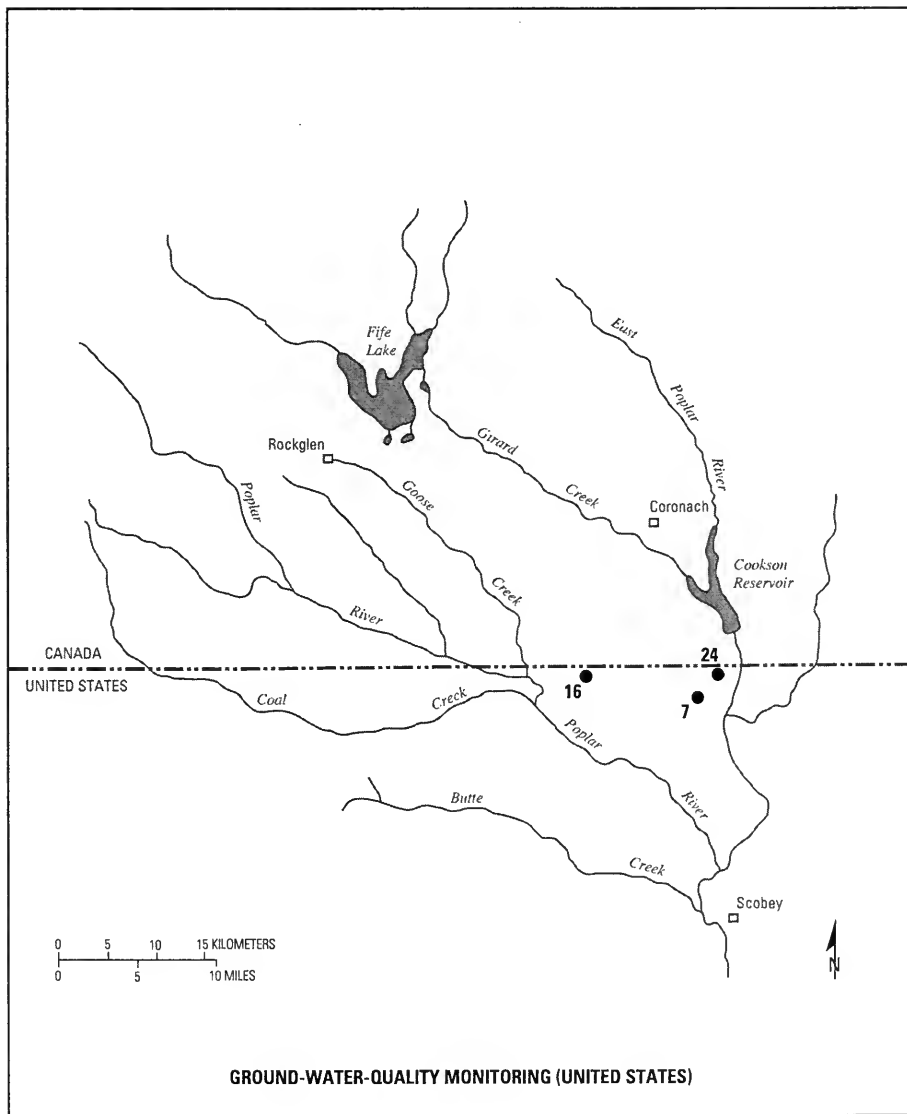 Fife
Lake
East
Poplar
River
Rockglen
Girard
Creek
Goose
Creek
Coronach
Poplar
River
Cookson
Reservoir
CANADA
UNITED STATES
24
16
7
Coal
Creek
Poplar
River
Butte
Creek
Scobey
0 5 10 15 KILOMETERS
0 5 10 MILES
N
GROUND-WATER-QUALITY MONITORING (UNITED STATES)